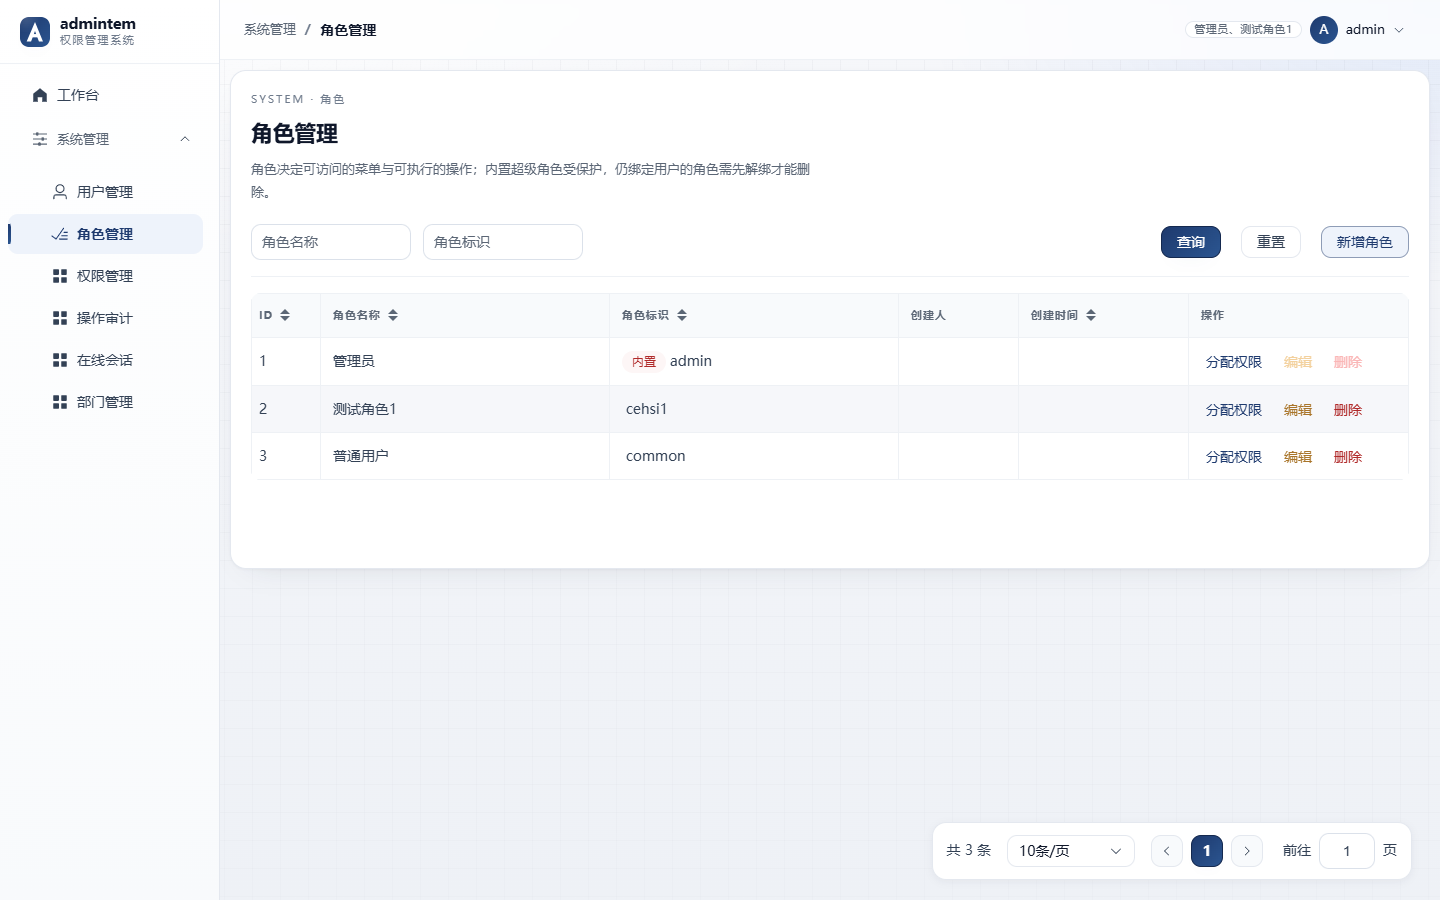 admintem
权限管理系统
工作台
系统管理
用户管理
角色管理
权限管理
操作审计
在线会话
部门管理
系统管理 / 角色管理
管理员、测试角色1
A admin
SYSTEM · 角色
角色管理
角色决定可访问的菜单与可执行的操作；内置超级角色受保护，仍绑定用户的角色需先解绑才能删
除。
角色名称 角色标识 查询 重置 新增角色
ID 角色名称 角色标识 创建人 创建时间 操作
1 管理员 内置 admin 分配权限 编辑 删除
2 测试角色1 cehsi1 分配权限 编辑 删除
3 普通用户 common 分配权限 编辑 删除
共 3 条 10条/页 1 前往 1 页